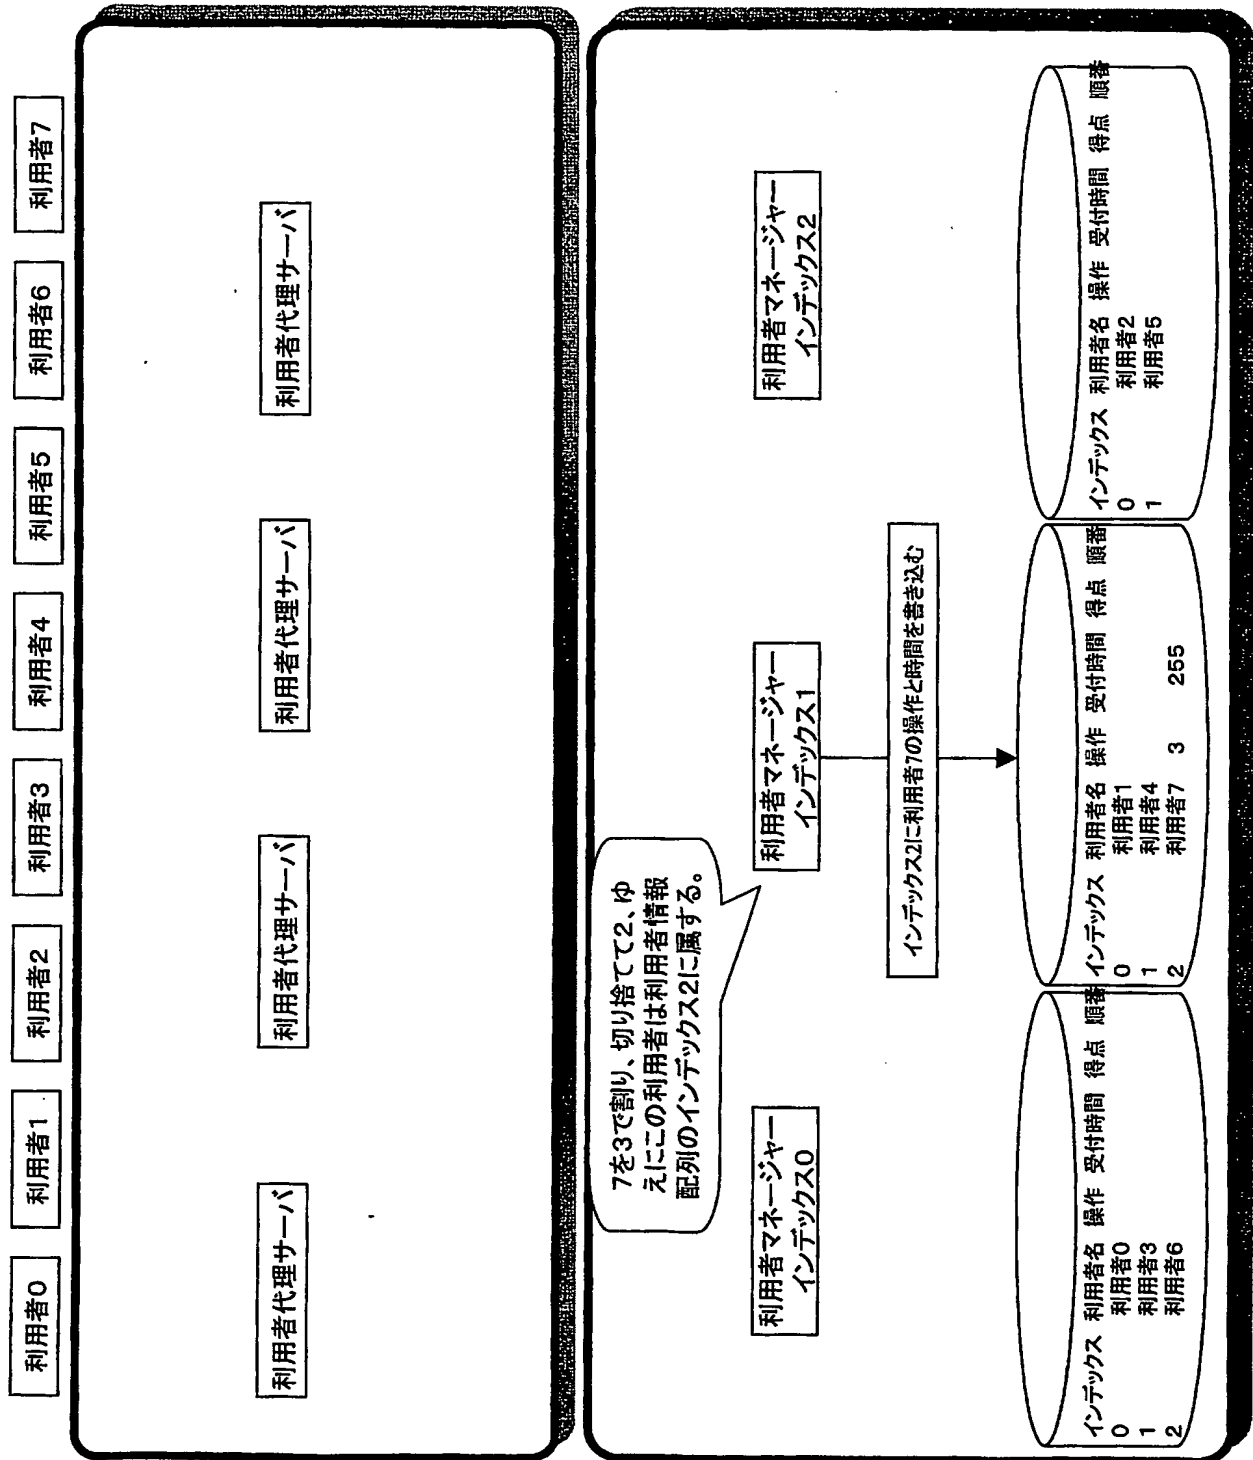 利用者0
利用者1
利用者2
利用者3
利用者4
利用者5
利用者6
利用者7
利用者代理サーバ
利用者代理サーバ
利用者代理サーバ
利用者代理サーバ
7を3で割り、切り捨てて2、ゆ
えにこの利用者は利用者情報
配列のインデックス2に属する。
利用者マネージャー
インデックス0
利用者マネージャー
インデックス1
利用者マネージャー
インデックス2
インデックス2に利用者7の操作と時間を書き込む
インデックス 利用者名 操作 受付時間 得点 順番
0 利用者0
1 利用者3
2 利用者6
インデックス 利用者名 操作 受付時間 得点 順番
0 利用者1
1 利用者4
2 利用者7 3 255
インデックス 利用者名 操作 受付時間 得点 順番
0 利用者2
1 利用者5